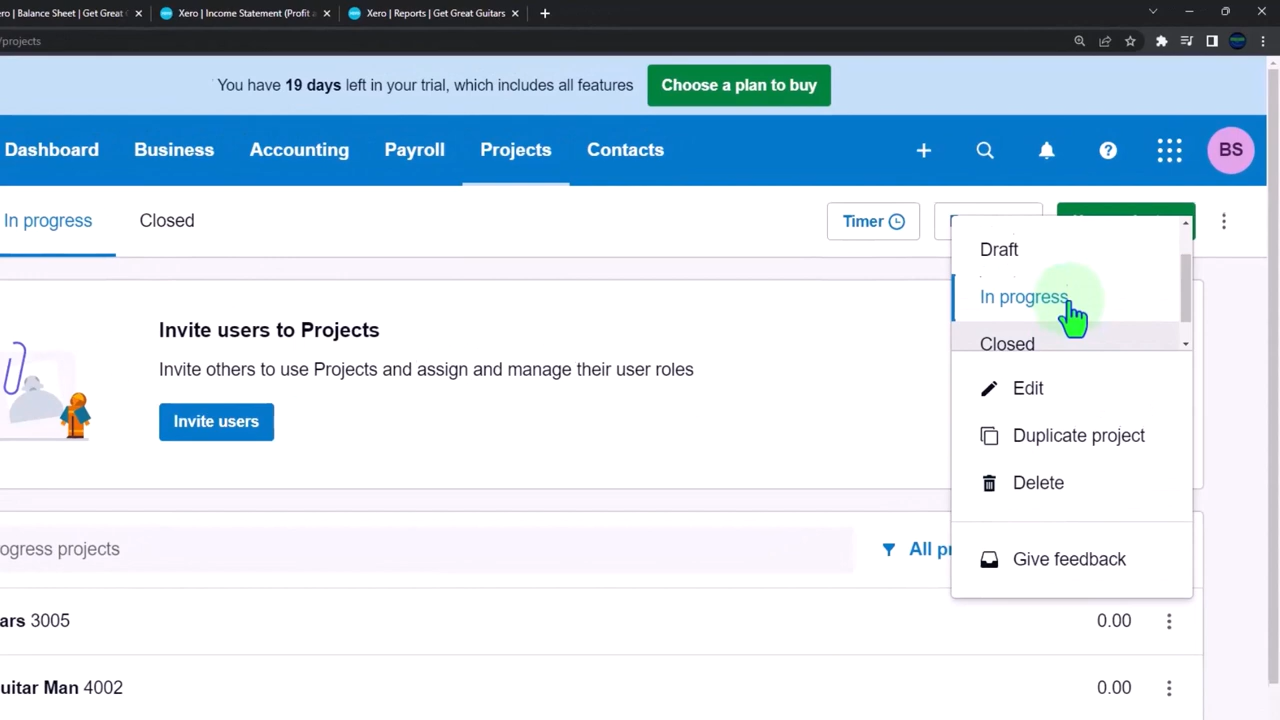 Balance Sheet | Get Great
Xero | Income Statement (Profit a
Xero | Reports | Get Great Guitars
/projects
You have 19 days left in your trial, which includes all features
Choose a plan to buy
Dashboard
Business
Accounting
Payroll
Projects
Contacts
BS
In progress
Closed
Timer
Draft
In progress
Closed
Edit
Duplicate project
Delete
Give feedback
Invite users to Projects
Invite others to use Projects and assign and manage their user roles
Invite users
ogress projects
All pr
ars 3005
0.00
uitar Man 4002
0.00